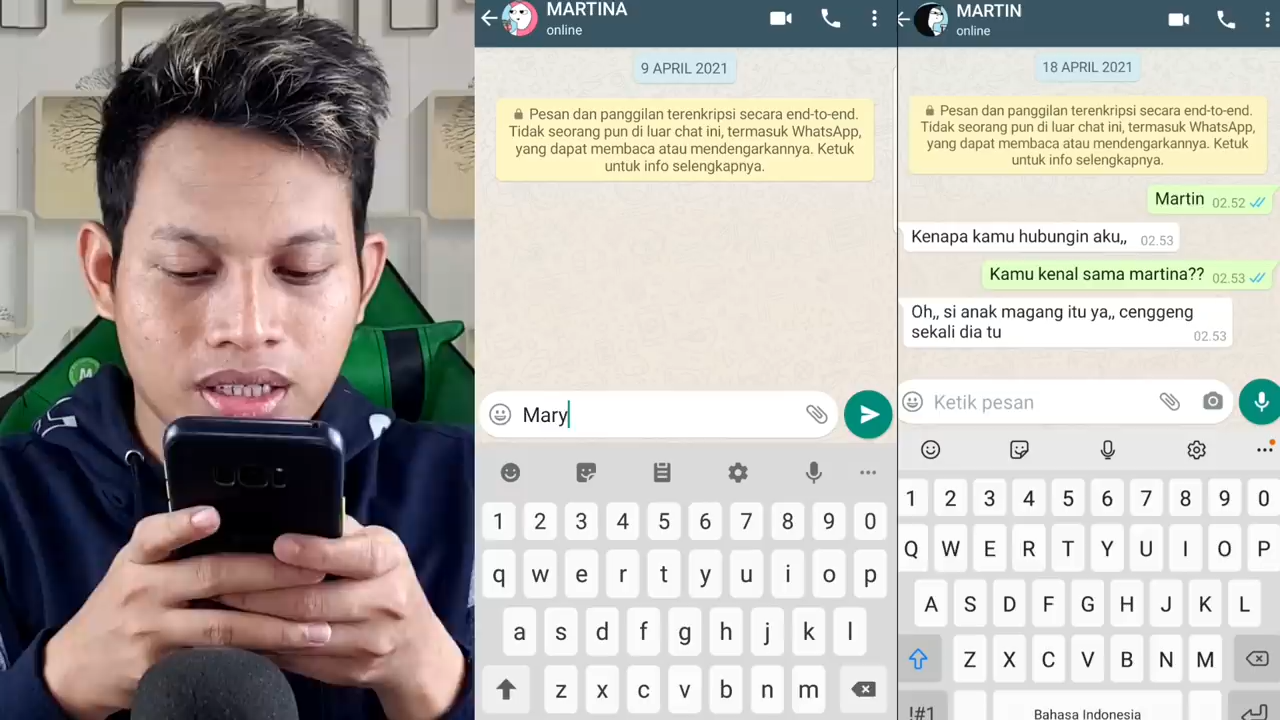 MARTINA
online
9 APRIL 2021
Pesan dan panggilan terenkripsi secara end-to-end.
Tidak seorang pun di luar chat ini, termasuk WhatsApp,
yang dapat membaca atau mendengarkannya. Ketuk
untuk info selengkapnya.
Mary
1 2 3 4 5 6 7 8 9 0
q w e r t y u i o p
a s d f g h j k l
z x c v b n m
MARTIN
online
18 APRIL 2021
Pesan dan panggilan terenkripsi secara end-to-end.
Tidak seorang pun di luar chat ini, termasuk WhatsApp,
yang dapat membaca atau mendengarkannya. Ketuk
untuk info selengkapnya.
Martin 02.52
Kenapa kamu hubungin aku,, 02.53
Kamu kenal sama martina?? 02.53
Oh,, si anak magang itu ya,, cenggeng
sekali dia tu 02.53
Ketik pesan
1 2 3 4 5 6 7 8 9 0
Q W E R T Y U I O P
A S D F G H J K L
Z X C V B N M
!#1 Bahasa Indonesia
M